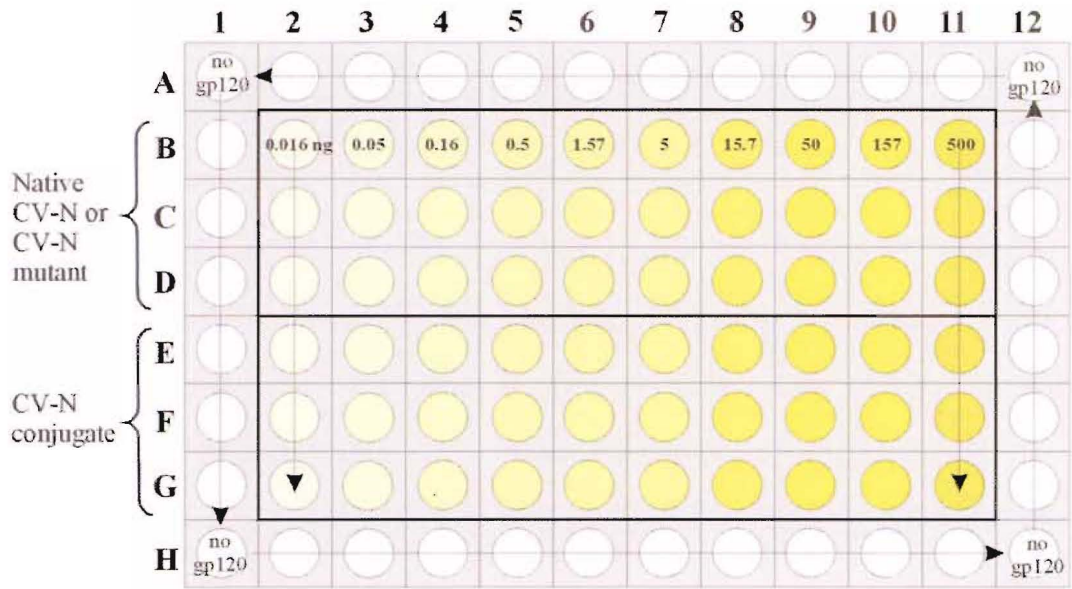 1 2 3 4 5 6 7 8 9 10 11 12
A no gp120 no gp120
B 0.016 ng 0.05 0.16 0.5 1.57 5 15.7 50 157 500
Native
CV-N or
CV-N
mutant
C
D
E
CV-N
conjugate
F
G
H no gp120 no gp120